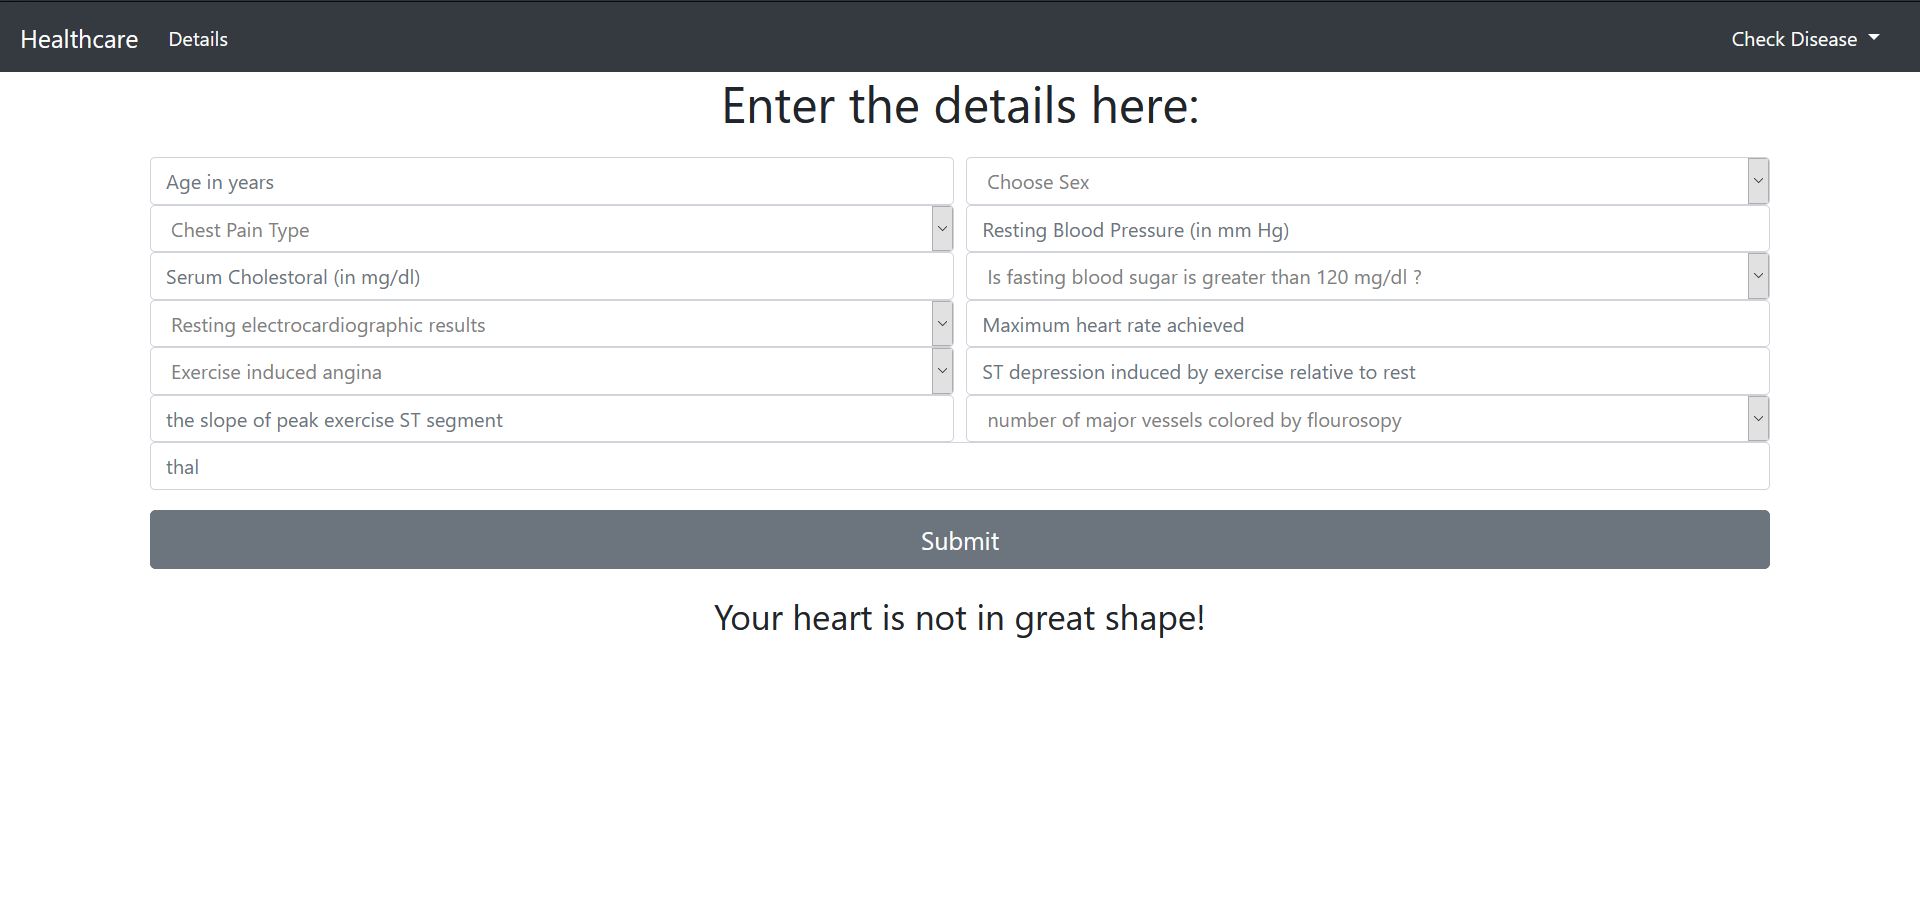 Healthcare Details Check Disease
Enter the details here:
Age in years Choose Sex
Chest Pain Type Resting Blood Pressure (in mm Hg)
Serum Cholestoral (in mg/dl) Is fasting blood sugar is greater than 120 mg/dl ?
Resting electrocardiographic results Maximum heart rate achieved
Exercise induced angina ST depression induced by exercise relative to rest
the slope of peak exercise ST segment number of major vessels colored by flourosopy
thal
Submit
Your heart is not in great shape!